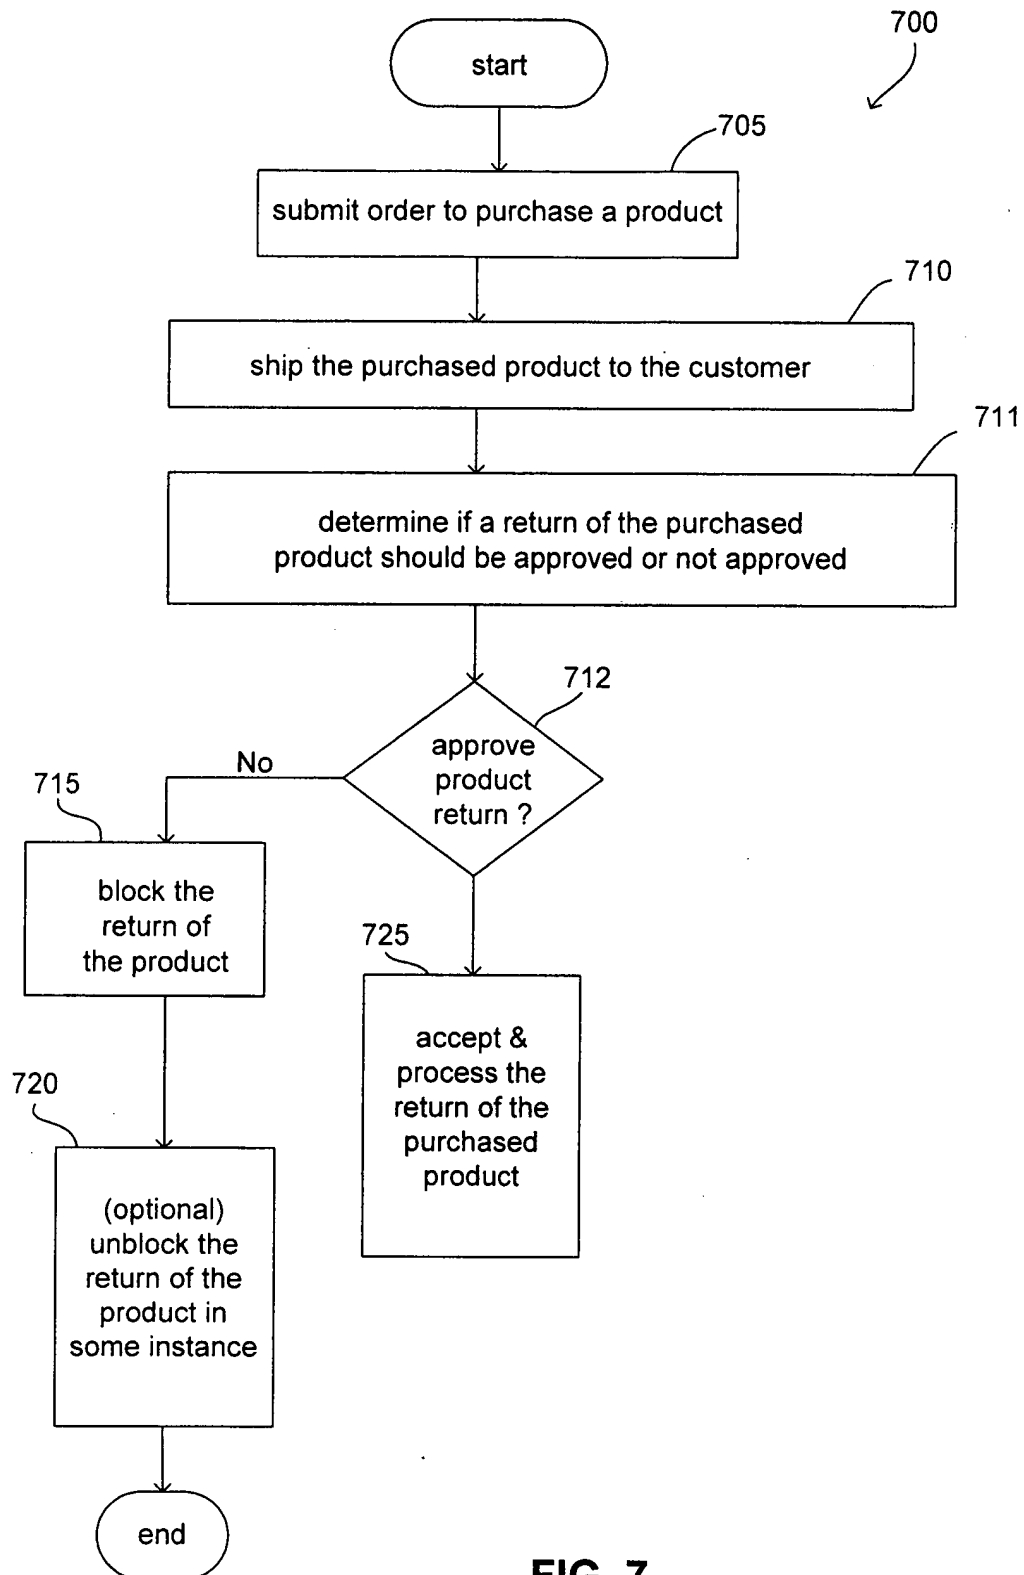 700
start
705
submit order to purchase a product
710
ship the purchased product to the customer
711
determine if a return of the purchased
product should be approved or not approved
712
approve
product
return ?
No
715
block the
return of
the product
725
accept &
process the
return of the
purchased
product
720
(optional)
unblock the
return of the
product in
some instance
end
FIG. 7